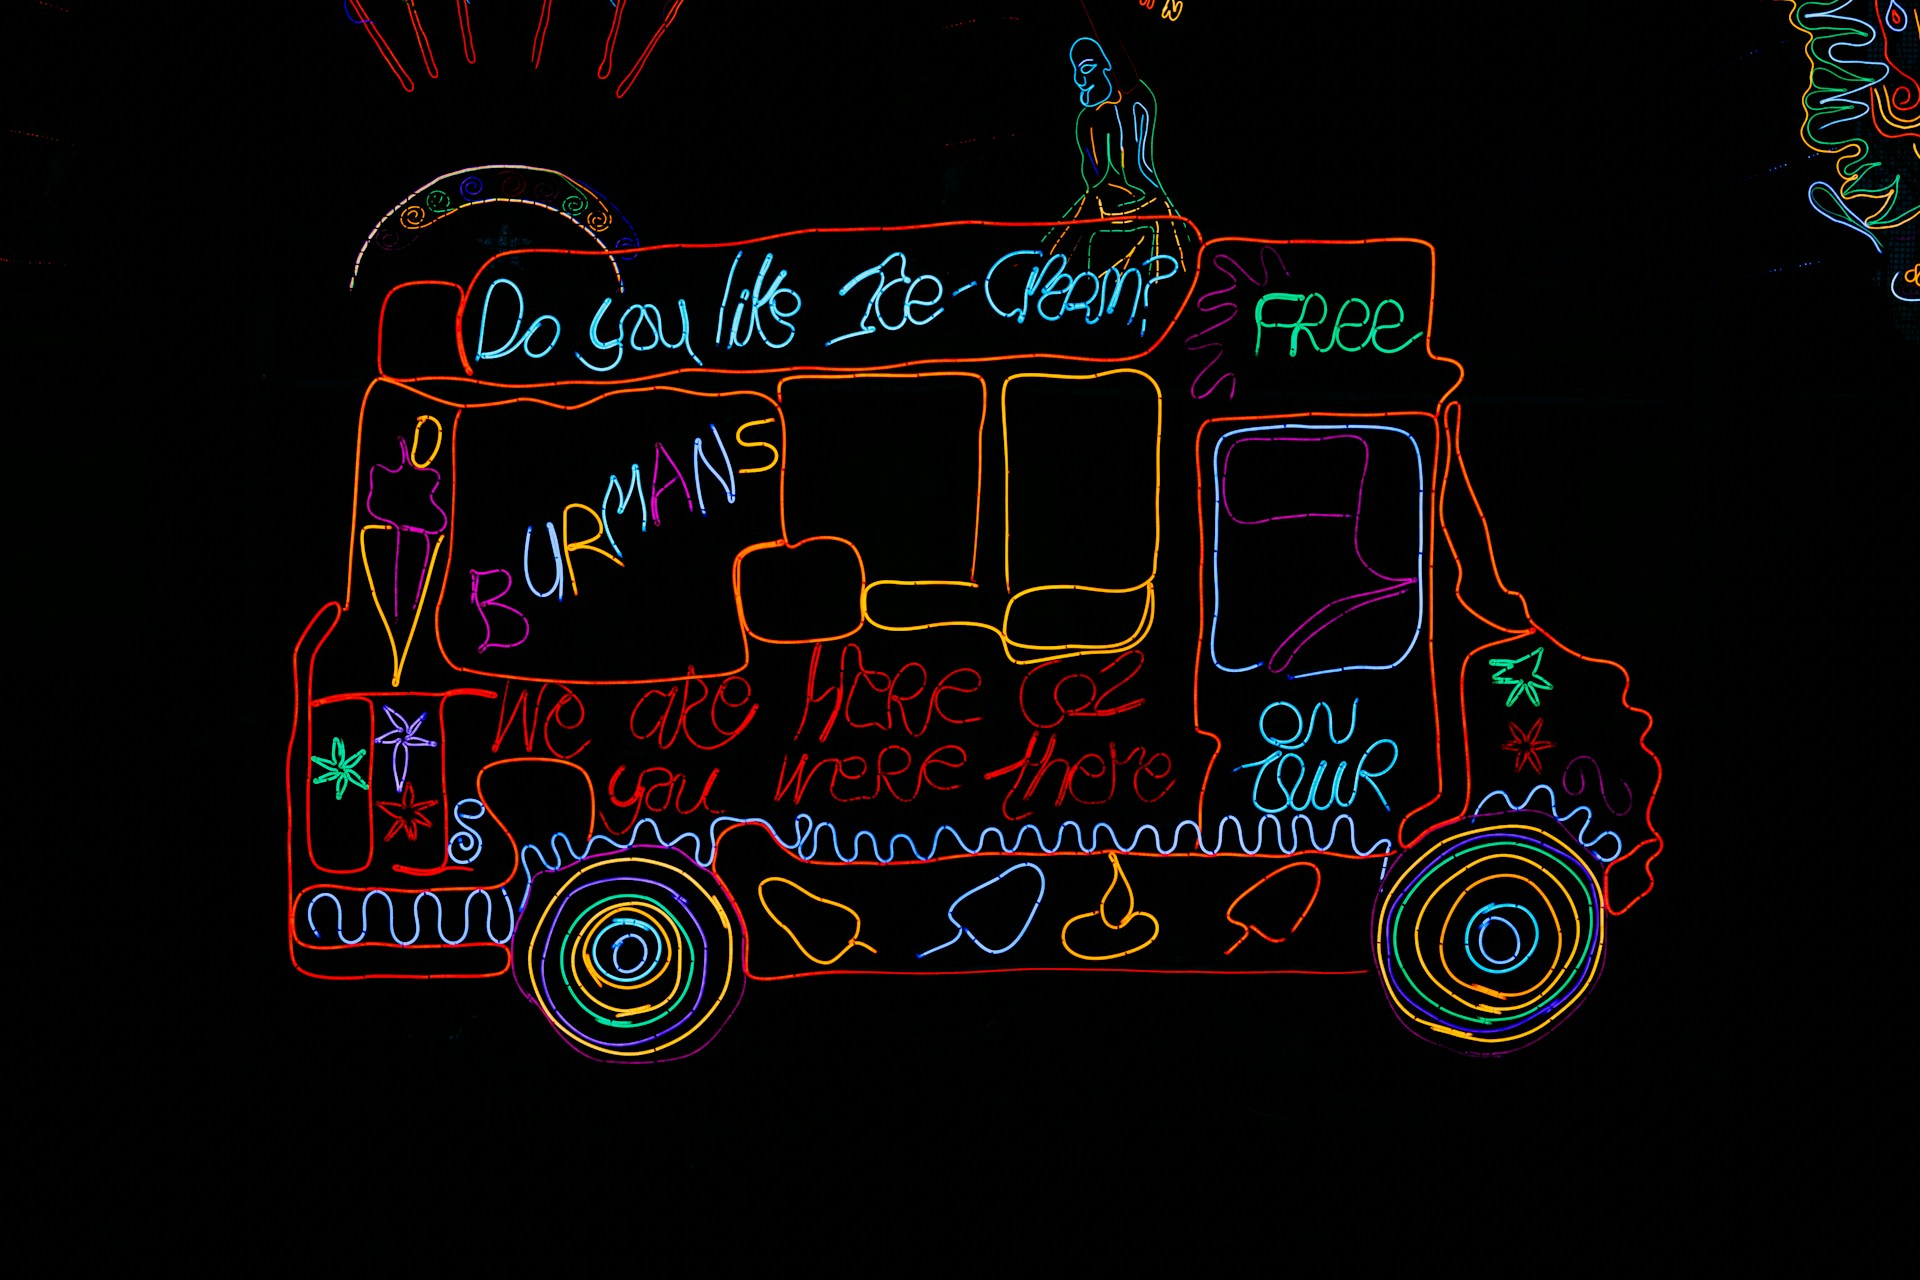 Do you like Ice-Cream?
FREE
BURMANS
We are HERE COZ
you WERE there
ON
TOUR